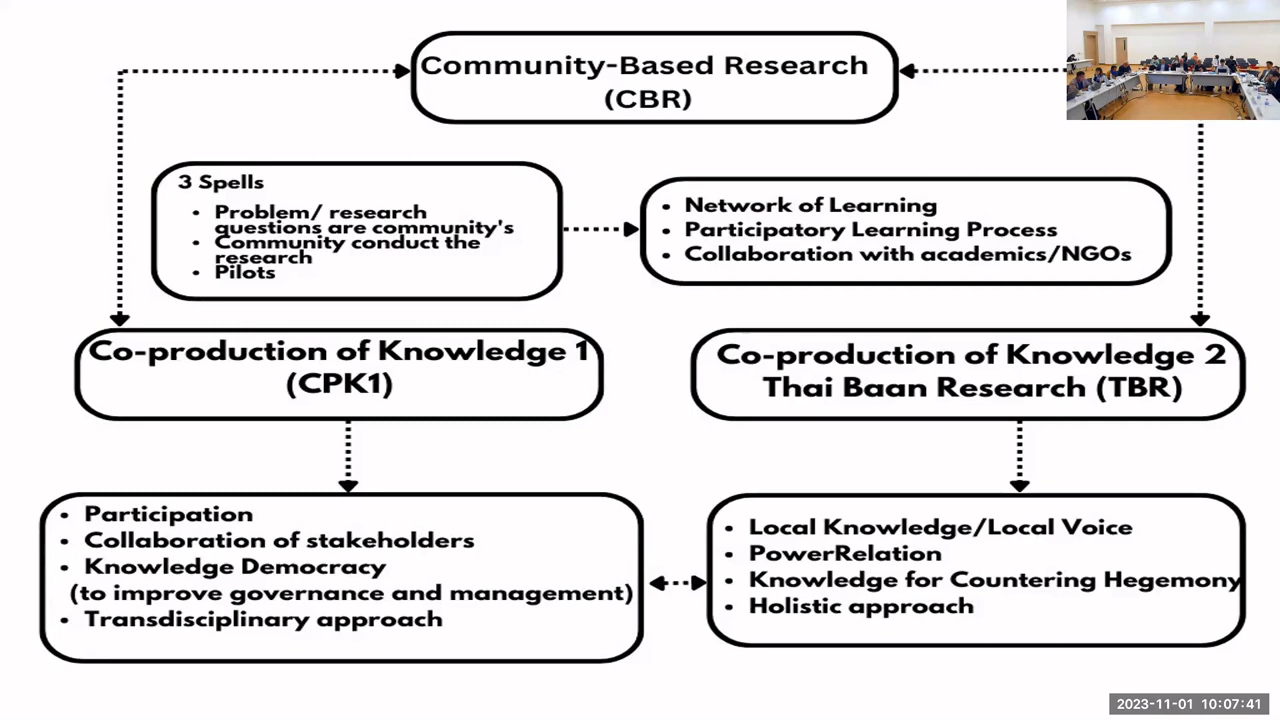 Community-Based Research
(CBR)
3 Spells
• Problem/ research
questions are community's
• Community conduct the
research
• Pilots
• Network of Learning
• Participatory Learning Process
• Collaboration with academics/NGOs
Co-production of Knowledge 1
(CPK1)
Co-production of Knowledge 2
Thai Baan Research (TBR)
• Participation
• Collaboration of stakeholders
• Knowledge Democracy
(to improve governance and management)
• Transdisciplinary approach
• Local Knowledge/Local Voice
• PowerRelation
• Knowledge for Countering Hegemony
• Holistic approach
2023-11-01 10:07:41